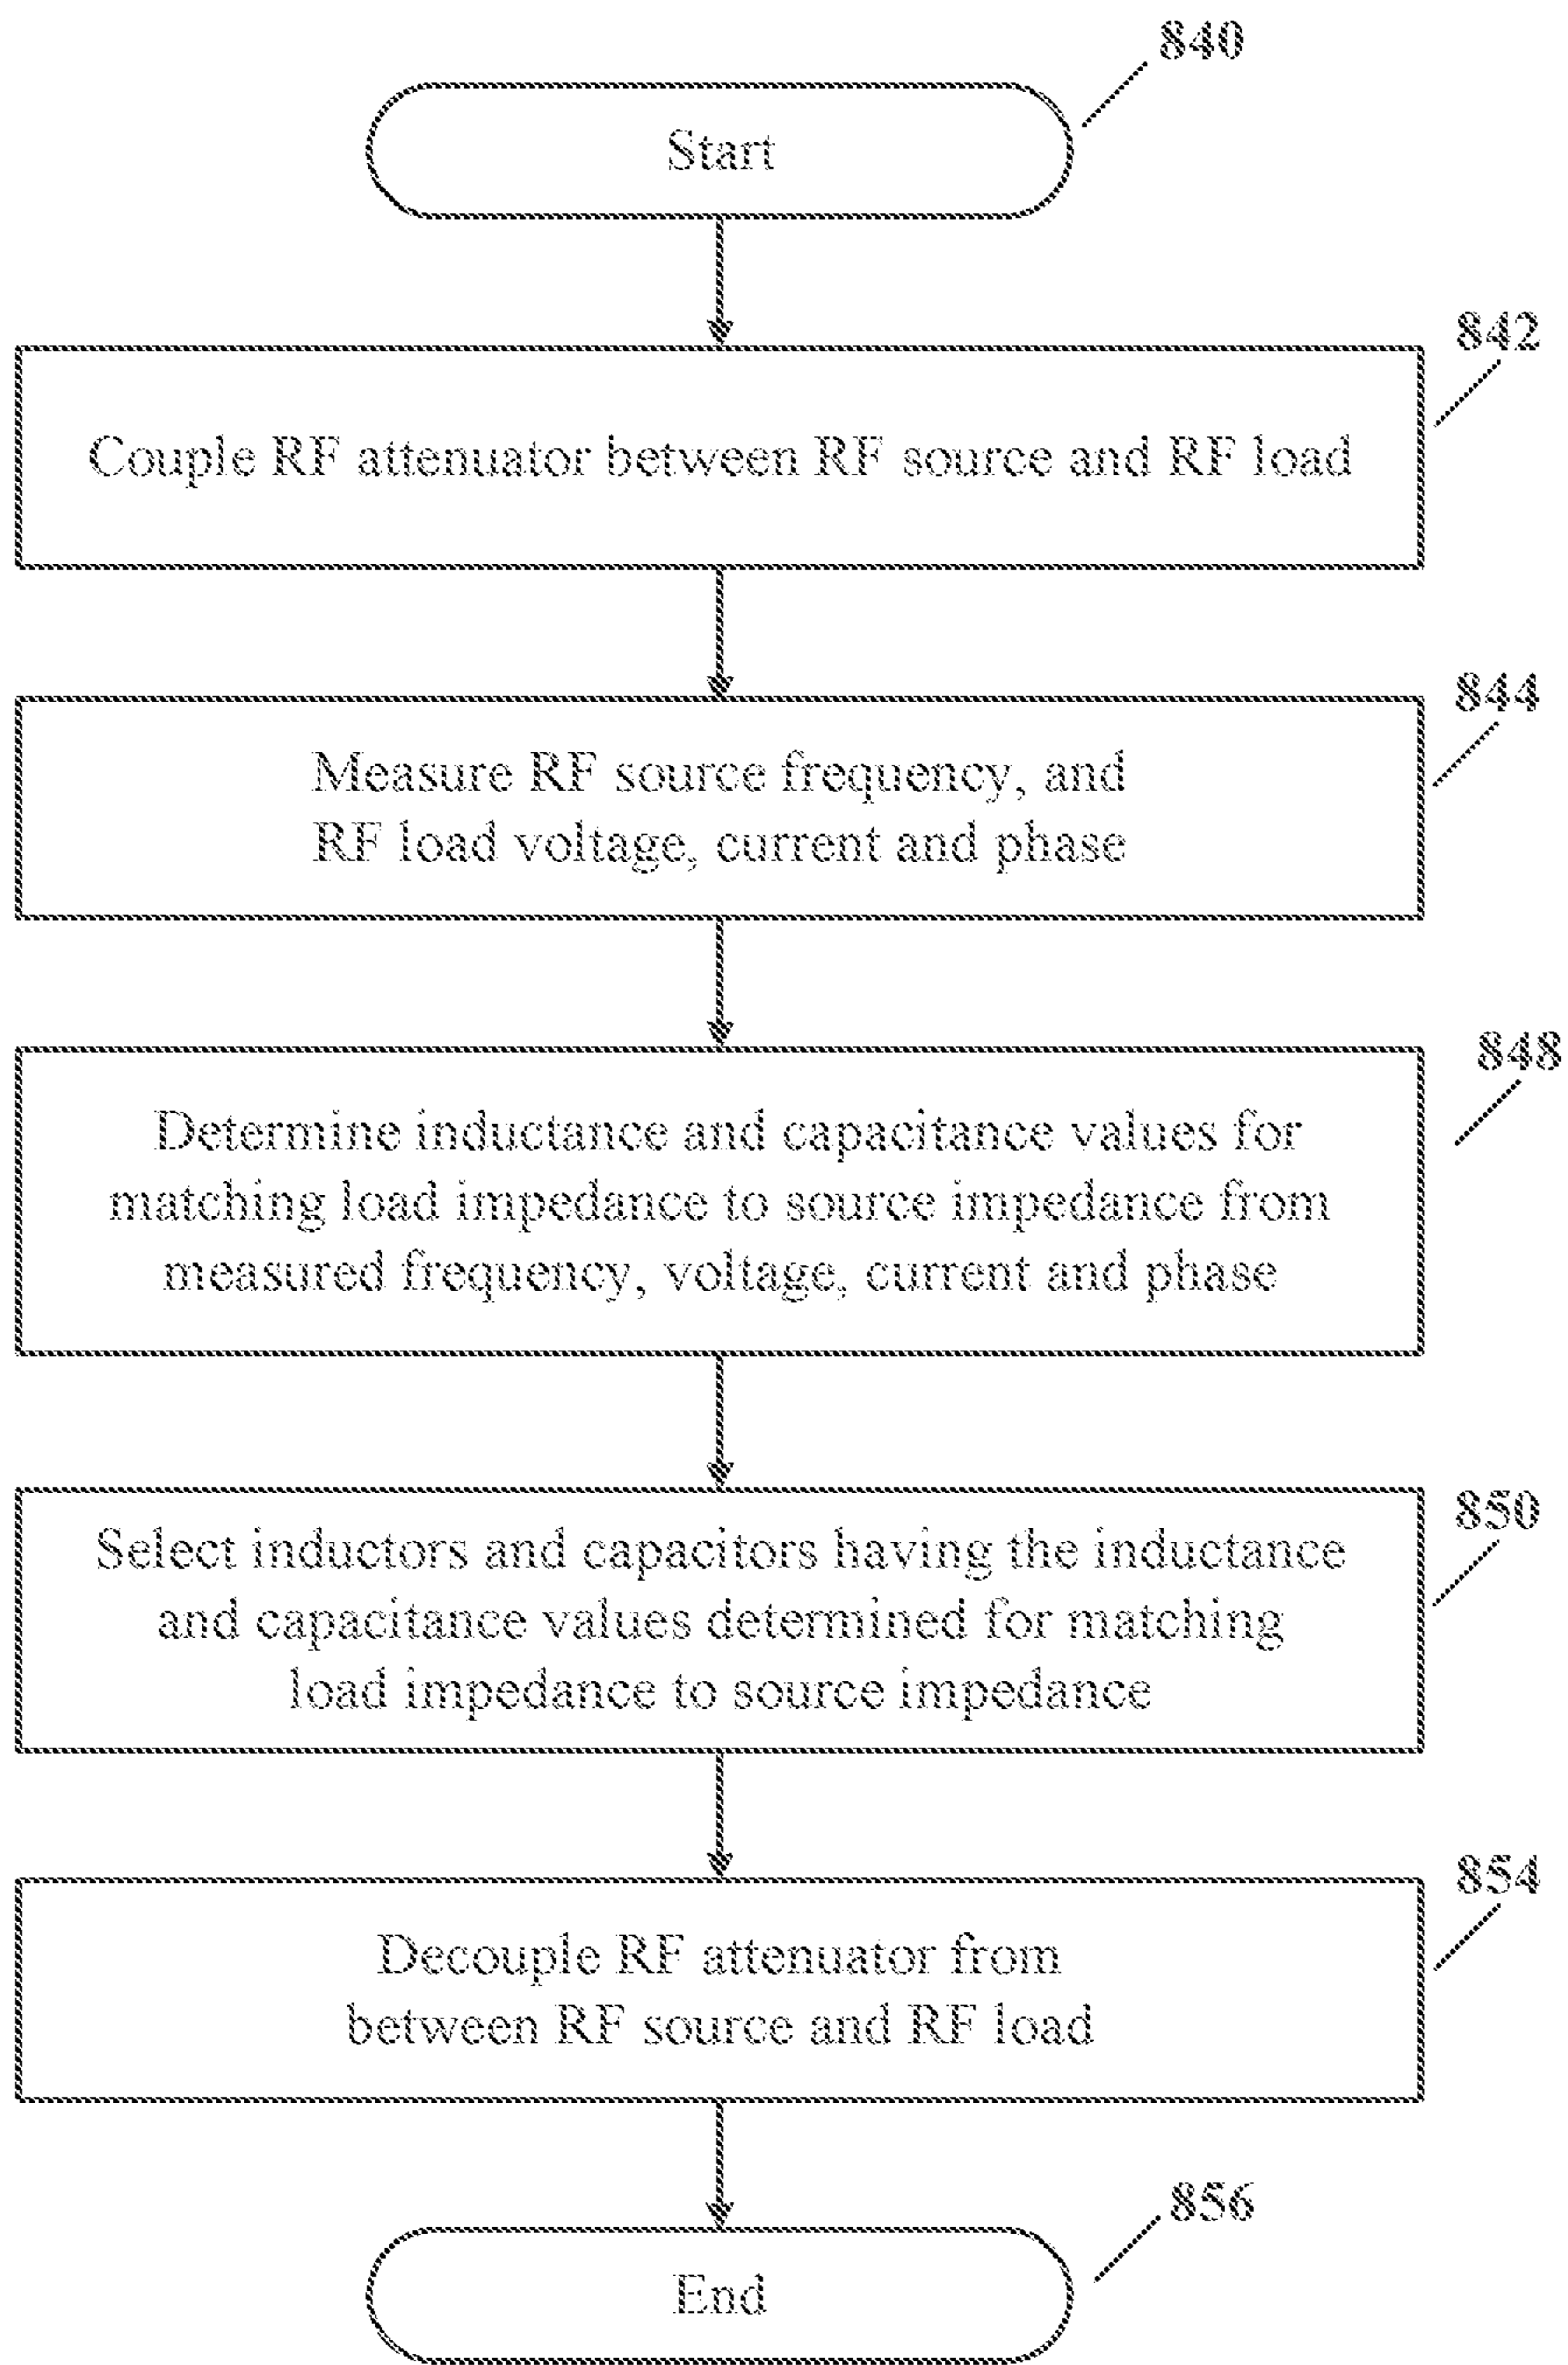 840
Start
842
Couple RF attenuator between RF source and RF load
844
Measure RF source frequency, and
RF load voltage, current and phase
848
Determine inductance and capacitance values for
matching load impedance to source impedance from
measured frequency, voltage, current and phase
850
Select inductors and capacitors having the inductance
and capacitance values determined for matching
load impedance to source impedance
854
Decouple RF attenuator from
between RF source and RF load
856
End